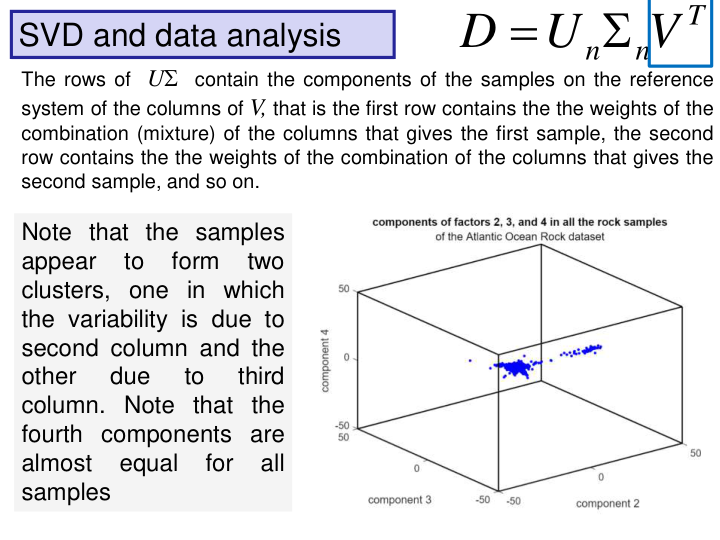 SVD and data analysis
D = UₙΣₙVᵀ
The rows of UΣ contain the components of the samples on the reference
system of the columns of V, that is the first row contains the the weights of the
combination (mixture) of the columns that gives the first sample, the second
row contains the the weights of the combination of the columns that gives the
second sample, and so on.
Note that the samples
appear to form two
clusters, one in which
the variability is due to
second column and the
other due to third
column. Note that the
fourth components are
almost equal for all
samples
components of factors 2, 3, and 4 in all the rock samples
of the Atlantic Ocean Rock dataset
50
component 4
0
-50
50
0
component 3
-50
-50
0
component 2
50